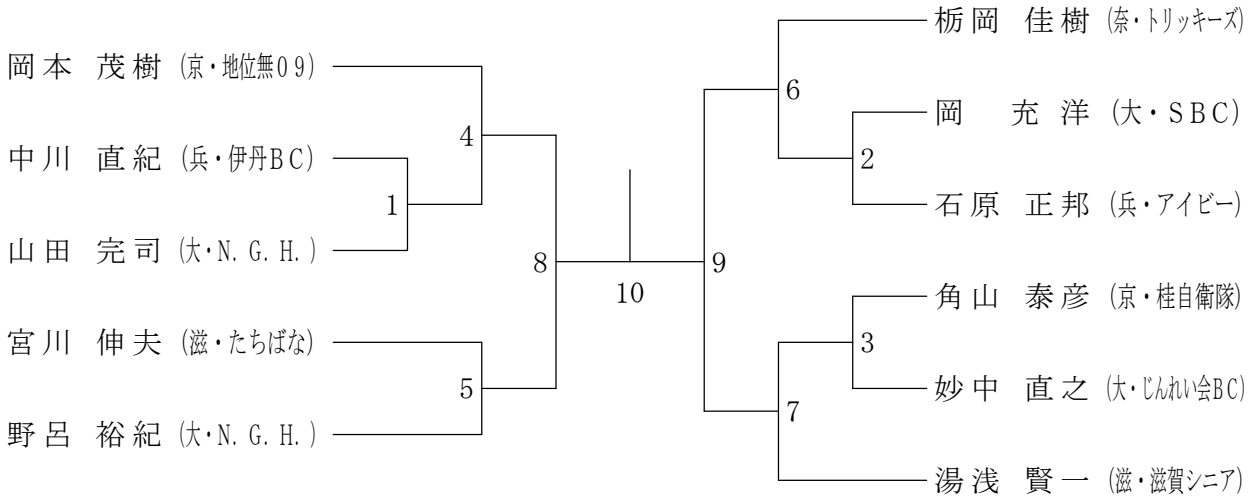 岡本 茂樹 (京・地位無09)
中川 直紀 (兵・伊丹BC)
山田 完司 (大・N.G.H.)
宮川 伸夫 (滋・たちばな)
野呂 裕紀 (大・N.G.H.)
1
4
5
8
10
9
6
2
3
7
栃岡 佳樹 (奈・トリッキーズ)
岡 充洋 (大・SBC)
石原 正邦 (兵・アイビー)
角山 泰彦 (京・桂自衛隊)
妙中 直之 (大・じんれい会BC)
湯浅 賢一 (滋・滋賀シニア)